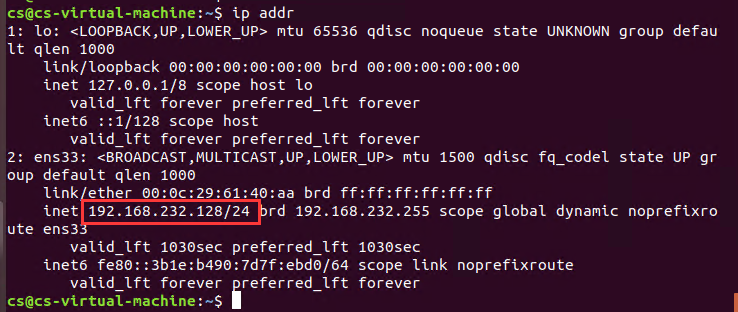 cs@cs-virtual-machine:~$ ip addr
1: lo: <LOOPBACK,UP,LOWER_UP> mtu 65536 qdisc noqueue state UNKNOWN group defau
lt qlen 1000
    link/loopback 00:00:00:00:00:00 brd 00:00:00:00:00:00
    inet 127.0.0.1/8 scope host lo
       valid_lft forever preferred_lft forever
    inet6 ::1/128 scope host
       valid_lft forever preferred_lft forever
2: ens33: <BROADCAST,MULTICAST,UP,LOWER_UP> mtu 1500 qdisc fq_codel state UP gr
oup default qlen 1000
    link/ether 00:0c:29:61:40:aa brd ff:ff:ff:ff:ff:ff
    inet 192.168.232.128/24 brd 192.168.232.255 scope global dynamic noprefixro
ute ens33
       valid_lft 1030sec preferred_lft 1030sec
    inet6 fe80::3b1e:b490:7d7f:ebd0/64 scope link noprefixroute
       valid_lft forever preferred_lft forever
cs@cs-virtual-machine:~$